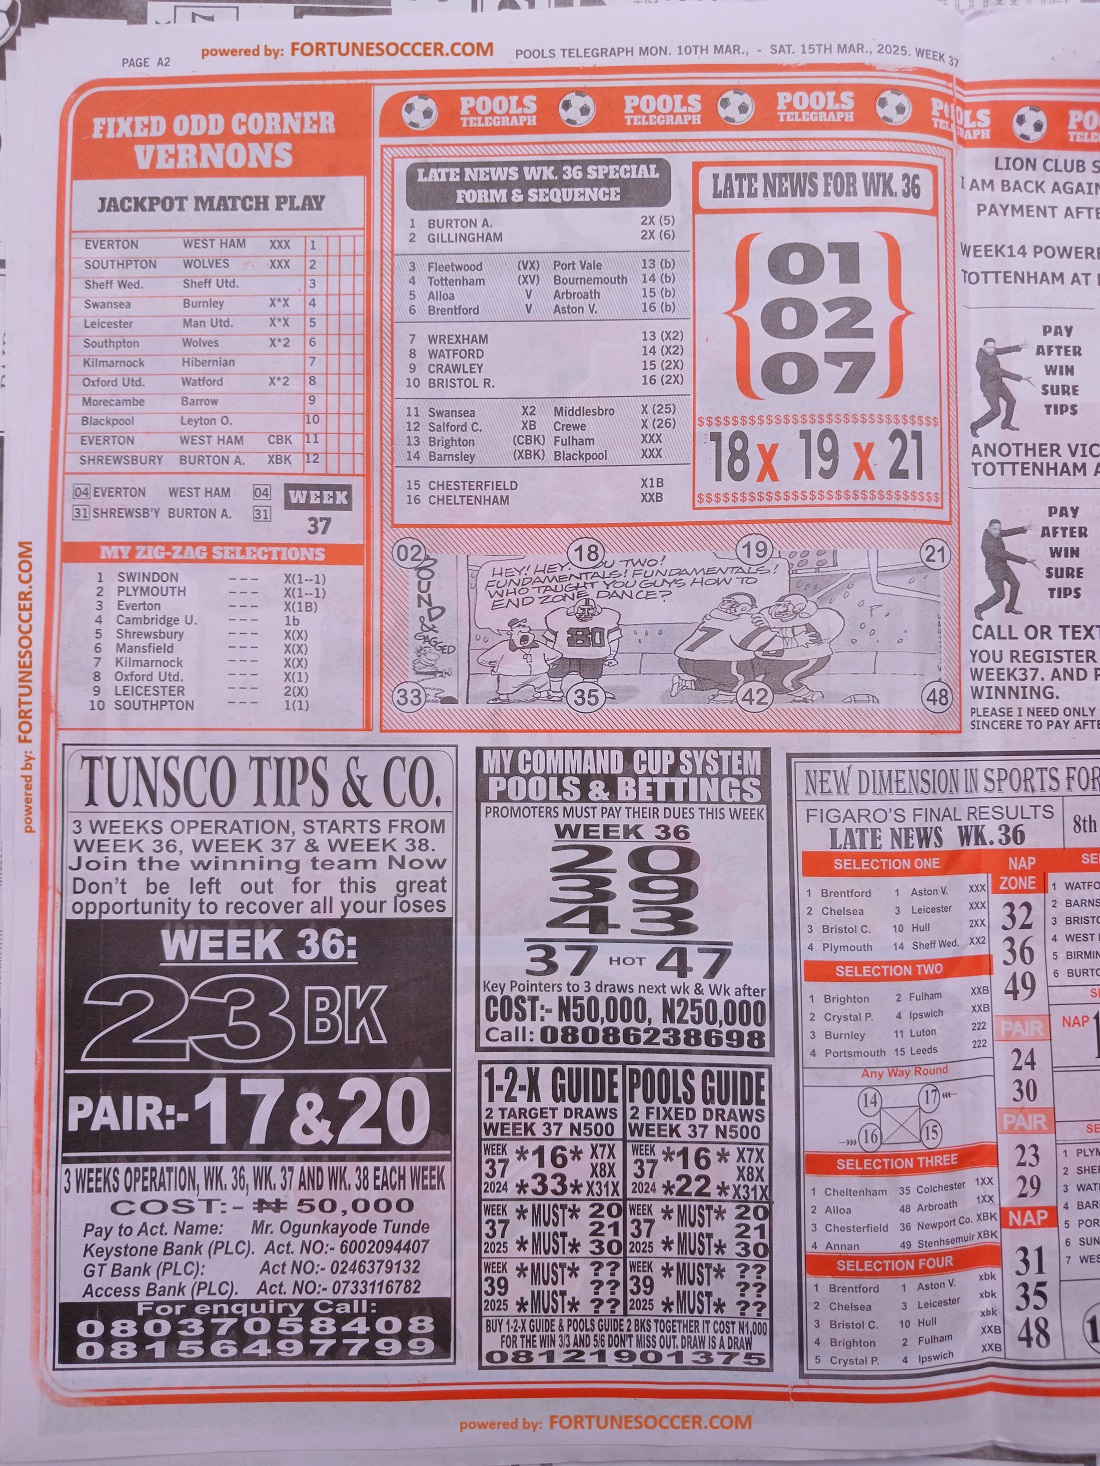 PAGE A2
powered by: FORTUNESOCCER.COM
POOLS TELEGRAPH MON. 10TH MAR., - SAT. 15TH MAR., 2025. WEEK 37
FIXED ODD CORNER
VERNONS
JACKPOT MATCH PLAY
EVERTON WEST HAM XXX 1
SOUTHPTON WOLVES XXX 2
Sheff Wed. Sheff Utd. 3
Swansea Burnley X*X 4
Leicester Man Utd. X*X 5
Southpton Wolves X*2 6
Kilmarnock Hibernian 7
Oxford Utd. Watford X*2 8
Morecambe Barrow 9
Blackpool Leyton O. 10
EVERTON WEST HAM CBK 11
SHREWSBURY BURTON A. XBK 12
04 EVERTON WEST HAM 04
31 SHREWSB'Y BURTON A. 31
WEEK
37
MY ZIG-ZAG SELECTIONS
1 SWINDON --- X(1--1)
2 PLYMOUTH --- X(1--1)
3 Everton --- X(1B)
4 Cambridge U. --- 1b
5 Shrewsbury --- X(X)
6 Mansfield --- X(X)
7 Kilmarnock --- X(X)
8 Oxford Utd. --- X(1)
9 LEICESTER --- 2(X)
10 SOUTHPTON --- 1(1)
powered by: FORTUNESOCCER.COM
POOLS TELEGRAPH
POOLS TELEGRAPH
POOLS TELEGRAPH
POOLS TELEGRAPH
LATE NEWS WK. 36 SPECIAL
FORM & SEQUENCE
1 BURTON A. 2X (5)
2 GILLINGHAM 2X (6)
3 Fleetwood (VX) Port Vale 13 (b)
4 Tottenham (XV) Bournemouth 14 (b)
5 Alloa V Arbroath 15 (b)
6 Brentford V Aston V. 16 (b)
7 WREXHAM 13 (X2)
8 WATFORD 14 (X2)
9 CRAWLEY 15 (2X)
10 BRISTOL R. 16 (2X)
11 Swansea X2 Middlesbro X (25)
12 Salford C. XB Crewe X (26)
13 Brighton (CBK) Fulham XXX
14 Barnsley (XBK) Blackpool XXX
15 CHESTERFIELD X1B
16 CHELTENHAM XXB
LATE NEWS FOR WK. 36
01
02
07
$$$$$$$$$$$$$$$$$$$$$$$$$$$
18 x 19 x 21
$$$$$$$$$$$$$$$$$$$$$$$$$$$
02 18 19 21
HEY! HEY! YOU TWO!
FUNDAMENTALS! FUNDAMENTALS!
WHO TAUGHT YOU GUYS HOW TO
END ZONE DANCE?
BOUND & GAGGED
80
7
33 35 42 48
LION CLUB S
I AM BACK AGAIN
PAYMENT AFTE
WEEK14 POWER
TOTTENHAM AT
PAY
AFTER
WIN
SURE
TIPS
ANOTHER VIC
TOTTENHAM A
PAY
AFTER
WIN
SURE
TIPS
CALL OR TEXT
YOU REGISTER
WEEK37. AND
WINNING.
PLEASE I NEED ONLY
SINCERE TO PAY AFTE
TUNSCO TIPS & CO.
3 WEEKS OPERATION, STARTS FROM
WEEK 36, WEEK 37 & WEEK 38.
Join the winning team Now
Don't be left out for this great
opportunity to recover all your loses
WEEK 36:
23 BK
PAIR:- 17&20
3 WEEKS OPERATION, WK. 36, WK. 37 AND WK. 38 EACH WEEK
COST:- ₦ 50,000
Pay to Act. Name: Mr. Ogunkayode Tunde
Keystone Bank (PLC). Act. NO:- 6002094407
GT Bank (PLC): Act NO:- 0246379132
Access Bank (PLC). Act. NO:- 0733116782
For enquiry Call:
08037058408
08156497799
MY COMMAND CUP SYSTEM
POOLS & BETTINGS
PROMOTERS MUST PAY THEIR DUES THIS WEEK
WEEK 36
20
39
43
37 HOT 47
Key Pointers to 3 draws next wk & Wk after
COST:- N50,000, N250,000
Call: 08086238698
1-2-X GUIDE
2 TARGET DRAWS
WEEK 37 N500
WEEK 37 2024 *16* X7X X8X *33* X31X
WEEK 37 2025 *MUST* 20 21 *MUST* 30
WEEK 39 2025 *MUST* ?? ?? *MUST* ??
POOLS GUIDE
2 FIXED DRAWS
WEEK 37 N500
WEEK 37 2024 *16* X7X X8X *22* X31X
WEEK 37 2025 *MUST* 20 21 *MUST* 30
WEEK 39 2025 *MUST* ?? ?? *MUST* ??
BUY 1-2-X GUIDE & POOLS GUIDE 2 BKS TOGETHER IT COST N1,000
FOR THE WIN 3/3 AND 5/6 DON'T MISS OUT. DRAW IS A DRAW
08121901375
NEW DIMENSION IN SPORTS FOR
FIGARO'S FINAL RESULTS
LATE NEWS WK. 36
8th
SELECTION ONE
1 Brentford 1 Aston V. XXX
2 Chelsea 3 Leicester XXX
3 Bristol C. 10 Hull 2XX
4 Plymouth 14 Sheff Wed. XX2
SELECTION TWO
1 Brighton 2 Fulham XXB
2 Crystal P. 4 Ipswich XXB
3 Burnley 11 Luton 222
4 Portsmouth 15 Leeds 222
Any Way Round
14 17
16 15
SELECTION THREE
1 Cheltenham 35 Colchester 1XX
2 Alloa 48 Arbroath 1XX
3 Chesterfield 36 Newport Co. XBK
4 Annan 49 Stenhsemuir XBK
SELECTION FOUR
1 Brentford 1 Aston V. xbk
2 Chelsea 3 Leicester xbk
3 Bristol C. 10 Hull xbk
4 Brighton 2 Fulham XXB
5 Crystal P. 4 Ipswich XXB
NAP
ZONE
32
36
49
PAIR
24
30
PAIR
23
29
NAP
31
35
48
1 WATFO
2 BARNS
3 BRISTO
4 WEST
5 BIRMIN
6 BURTO
NAP
1 PLYM
2 SHE
3 WAT
4 BAR
5 POR
6 SUN
7 WES
powered by: FORTUNESOCCER.COM